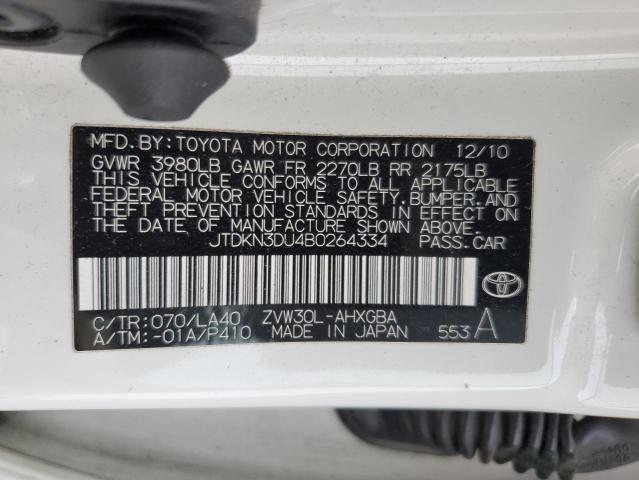 MFD.BY:TOYOTA MOTOR CORPORATION 12/10
GVWR 3980LB GAWR FR 2270LB RR 2175LB
THIS VEHICLE CONFORMS TO ALL APPLICABLE
FEDERAL MOTOR VEHICLE SAFETY,BUMPER,AND
THEFT PREVENTION STANDARDS IN EFFECT ON
THE DATE OF MANUFACTURE SHOWN ABOVE.
JTDKN3DU4B0264334 PASS.CAR
C/TR:070/LA40 ZVW30L-AHXGBA
A/TM:-01A/P410 MADE IN JAPAN 553 A